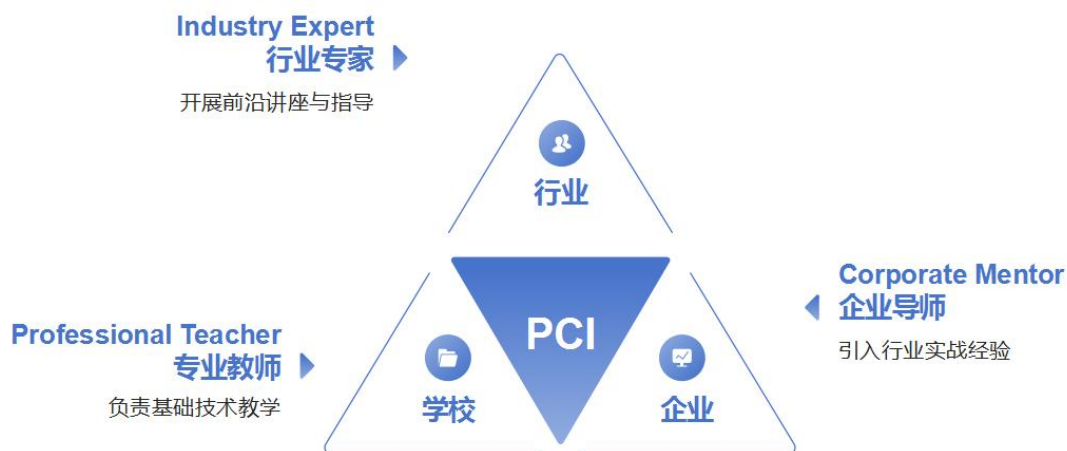 Industry Expert
行业专家
开展前沿讲座与指导
行业
Corporate Mentor
企业导师
引入行业实战经验
PCI
Professional Teacher
专业教师
负责基础技术教学
学校
企业